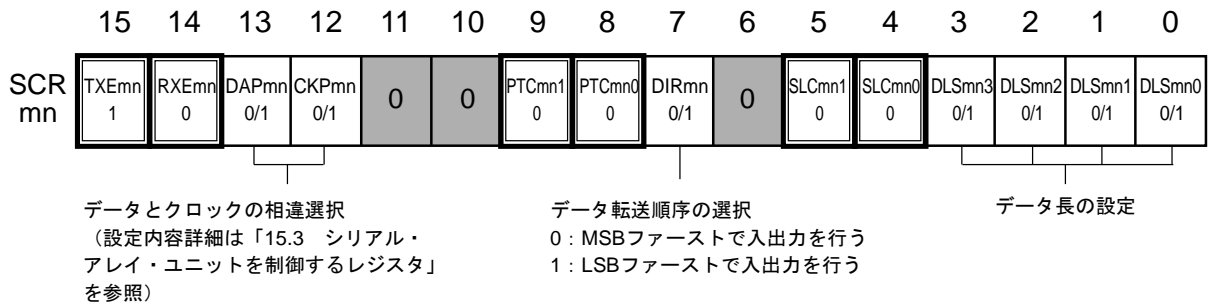 15 14 13 12 11 10 9 8 7 6 5 4 3 2 1 0
SCR
mn
TXEmn RXEmn DAPmn CKPmn 0 0 PTCmn1 PTCmn0 DIRmn 0 SLCmn1 SLCmn0 DLSmn3 DLSmn2 DLSmn1 DLSmn0
1 0 0/1 0/1 0 0 0/1 0 0 0/1 0/1 0/1 0/1
データとクロックの相違選択
（設定内容詳細は「15.3　シリアル・
アレイ・ユニットを制御するレジスタ」
を参照）
データ転送順序の選択
0：MSBファーストで入出力を行う
1：LSBファーストで入出力を行う
データ長の設定